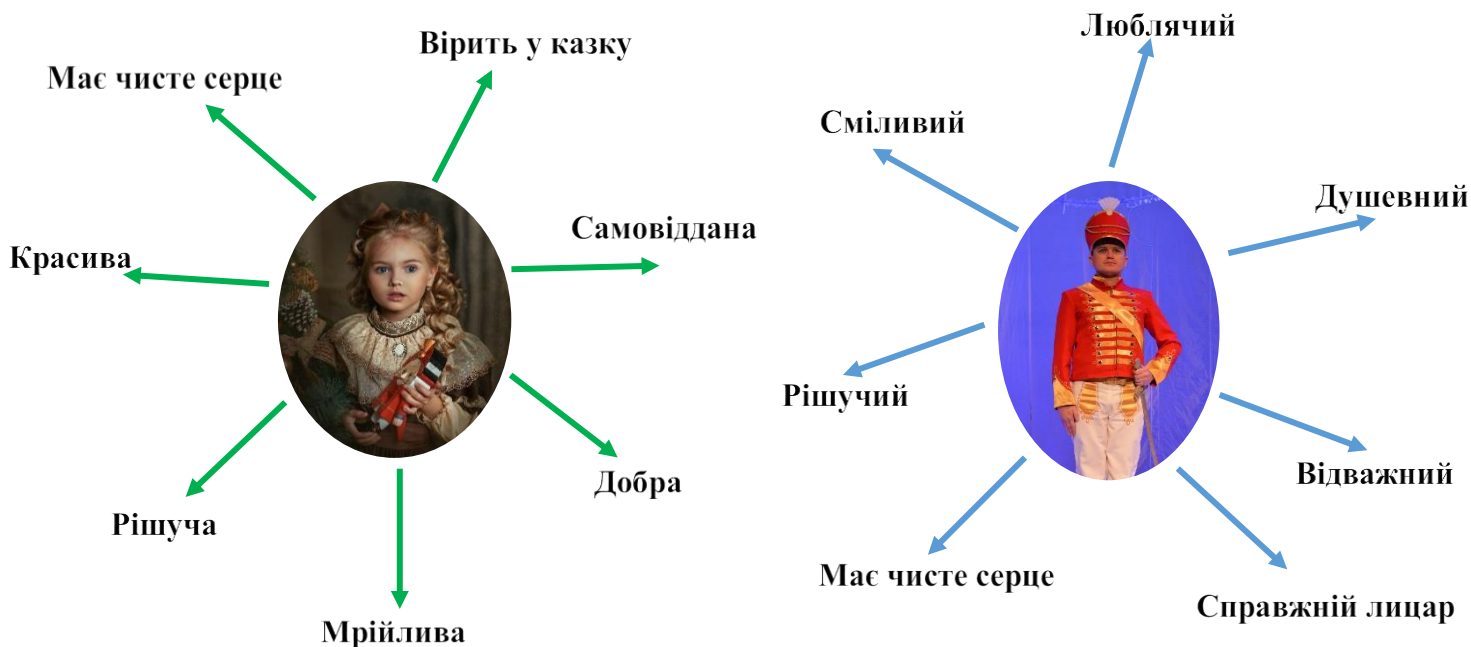 Вірить у казку
Має чисте серце
Самовіддана
Красива
Добра
Рішуча
Мрійлива
Люблячий
Сміливий
Душевний
Рішучий
Відважний
Має чисте серце
Справжній лицар